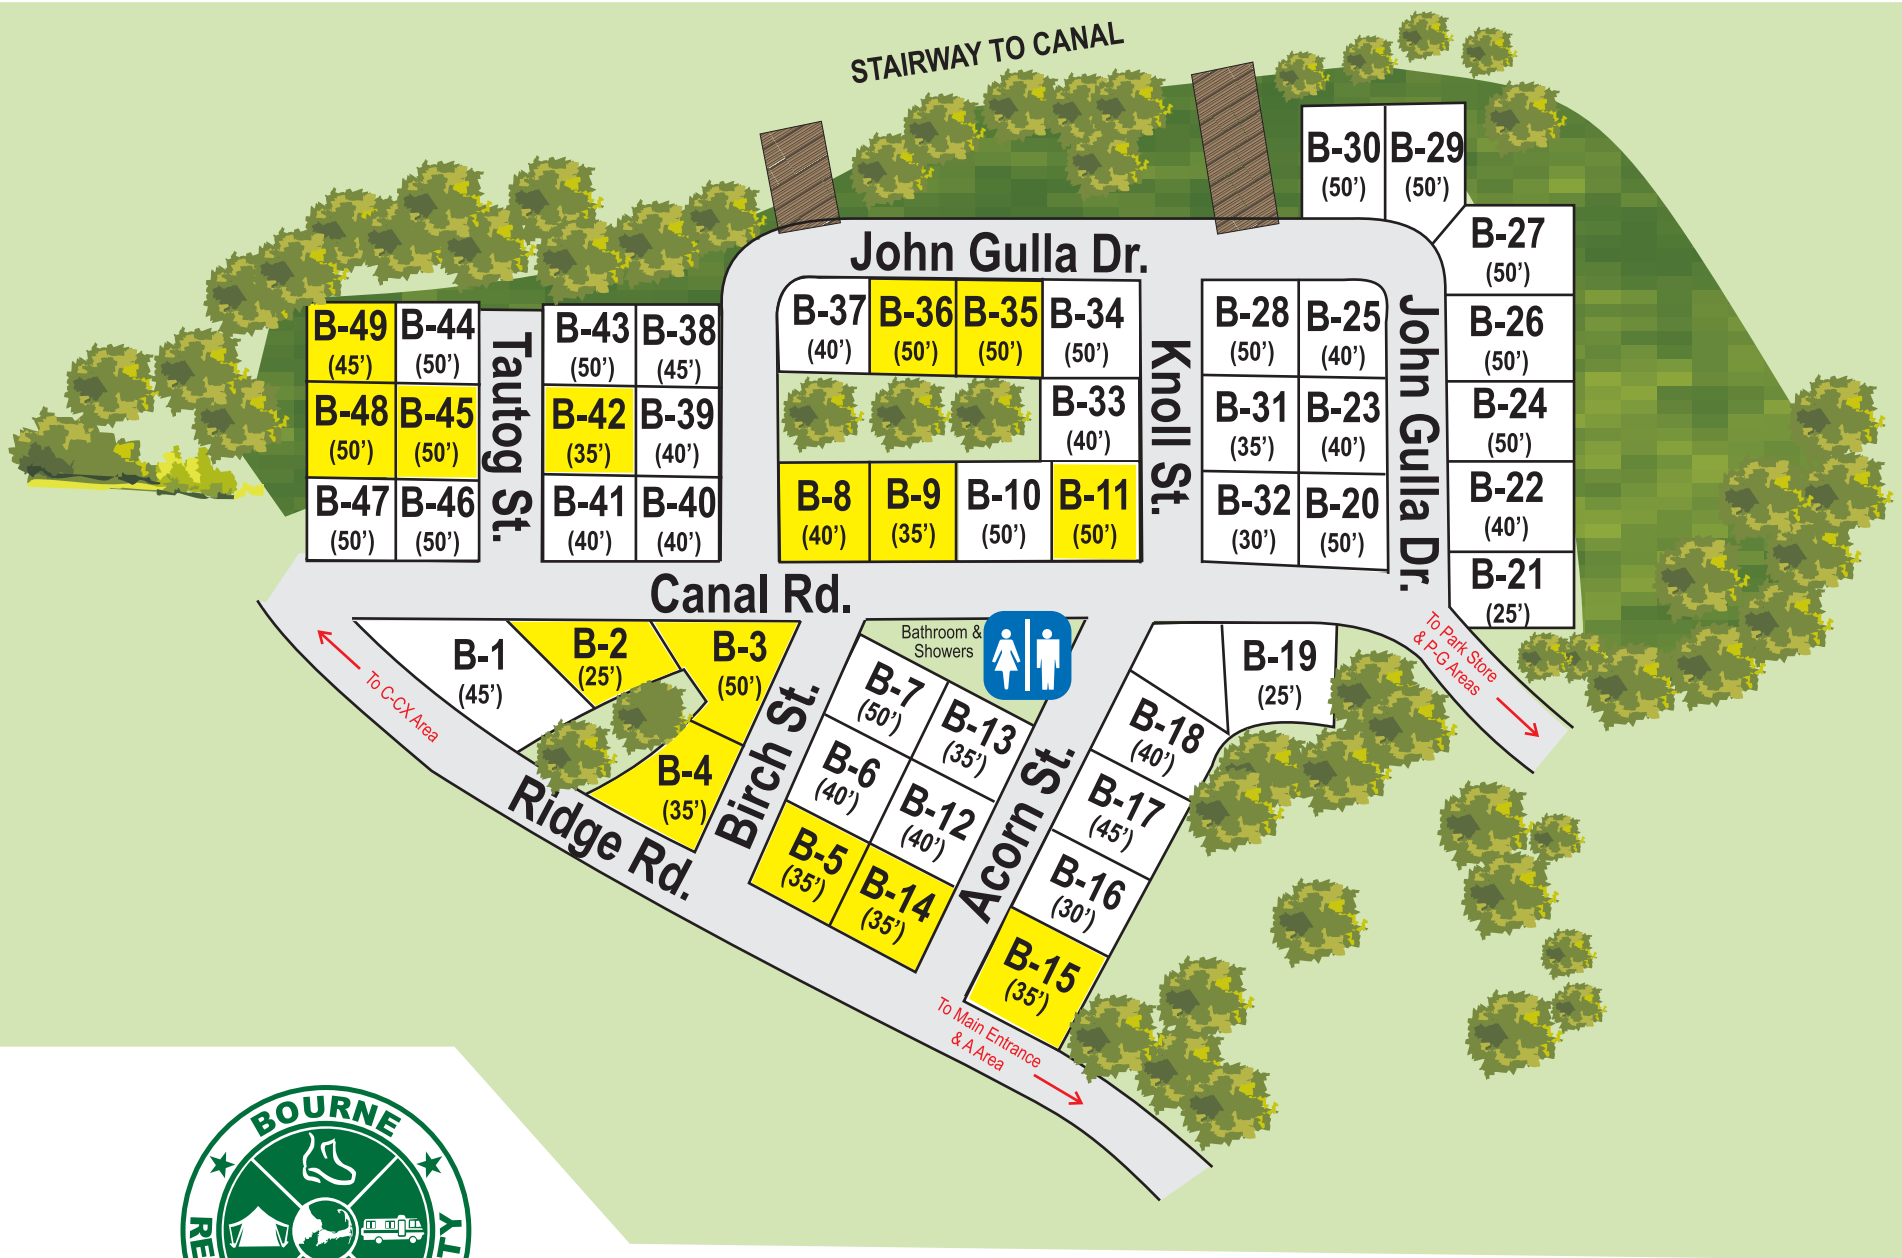 STAIRWAY TO CANAL
B-30
(50')
B-29
(50')
John Gulla Dr.
B-27
(50')
B-49
(45')
B-44
(50')
B-43
(50')
B-38
(45')
B-37
(40')
B-36
(50')
B-35
(50')
B-34
(50')
B-28
(50')
B-25
(40')
B-26
(50')
Tautog St.
Knoll St.
John Gulla Dr.
B-48
(50')
B-45
(50')
B-42
(35')
B-39
(40')
B-33
(40')
B-31
(35')
B-23
(40')
B-24
(50')
B-47
(50')
B-46
(50')
B-41
(40')
B-40
(40')
B-8
(40')
B-9
(35')
B-10
(50')
B-11
(50')
B-32
(30')
B-20
(50')
B-22
(40')
B-21
(25')
Canal Rd.
B-1
(45')
B-2
(25')
B-3
(50')
Bathroom &
Showers
B-19
(25')
To Park Store
& P-G Areas
To C-CX Area
B-7
(50')
B-13
(35')
B-18
(40')
B-4
(35')
Birch St.
B-6
(40')
B-12
(40')
Acorn St.
B-17
(45')
Ridge Rd.
B-5
(35')
B-14
(35')
B-16
(30')
B-15
(35')
To Main Entrance
& A Area
BOURNE
RE
TY